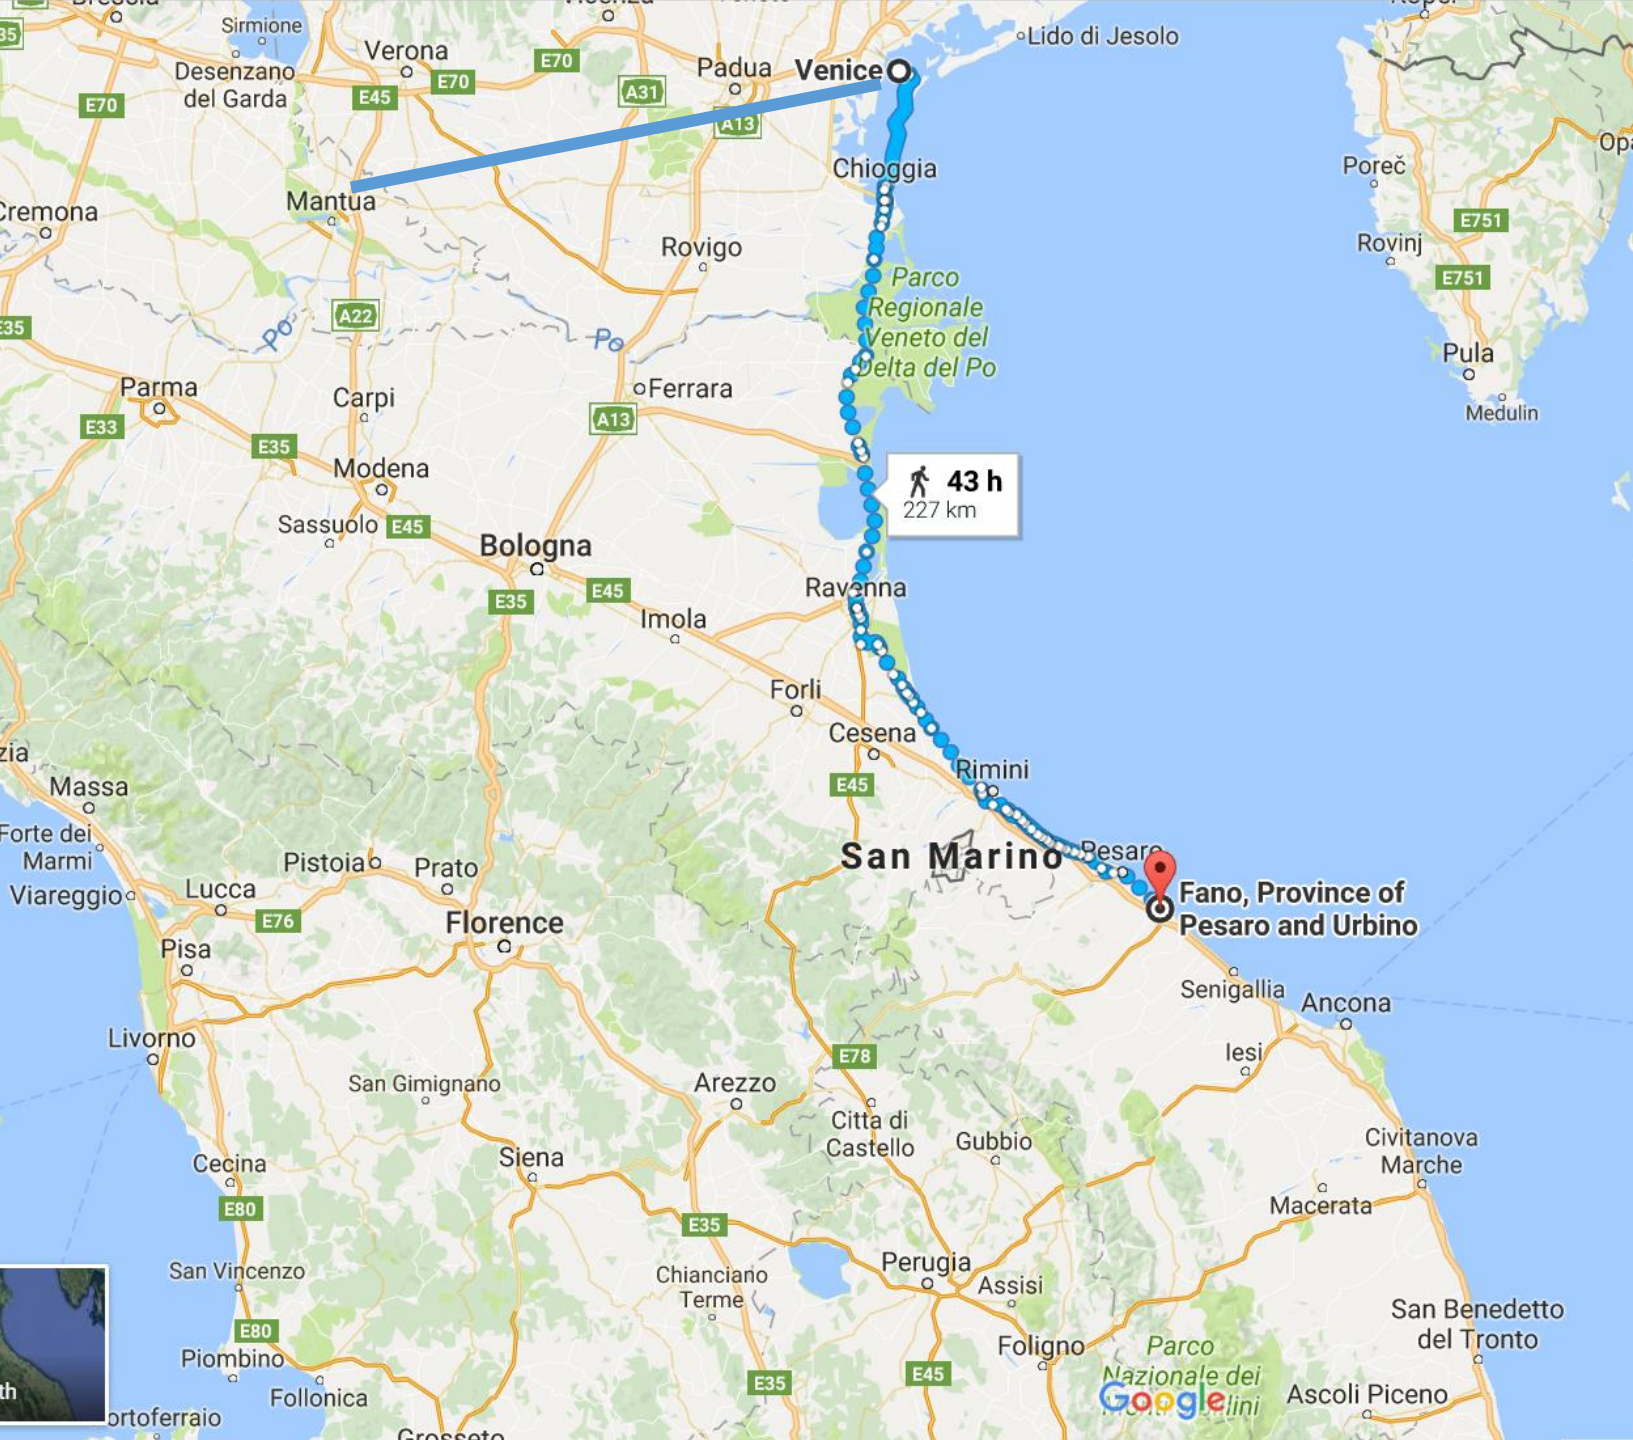 Sirmione
Lido di Jesolo
Verona
E70
Padua
Venice
Desenzano
del Garda
E70
E45
E70
A31
A13
Chioggia
Poreč
Mantua
Cremona
E751
Rovigo
Rovinj
E751
Parco
Regionale
Veneto del
Delta del Po
A22
Po
Po
E35
Pula
Parma
Carpi
Ferrara
Medulin
E33
A13
E35
Modena
43 h
227 km
Sassuolo
E45
Bologna
Ravenna
E35
E45
Imola
Forli
Cesena
Rimini
Massa
E45
Forte dei
Marmi
San Marino
Pesaro
Pistoia
Prato
Viareggio
Lucca
E76
Florence
Fano, Province of
Pesaro and Urbino
Pisa
Senigallia
Ancona
Livorno
Iesi
E78
San Gimignano
Arezzo
Citta di
Castello
Gubbio
Civitanova
Marche
Cecina
Siena
E80
Macerata
E35
San Vincenzo
Chianciano
Terme
Perugia
Assisi
San Benedetto
del Tronto
E80
Piombino
Foligno
Parco
Nazionale dei
E35
E45
Google
Follonica
Ascoli Piceno
Grosseto